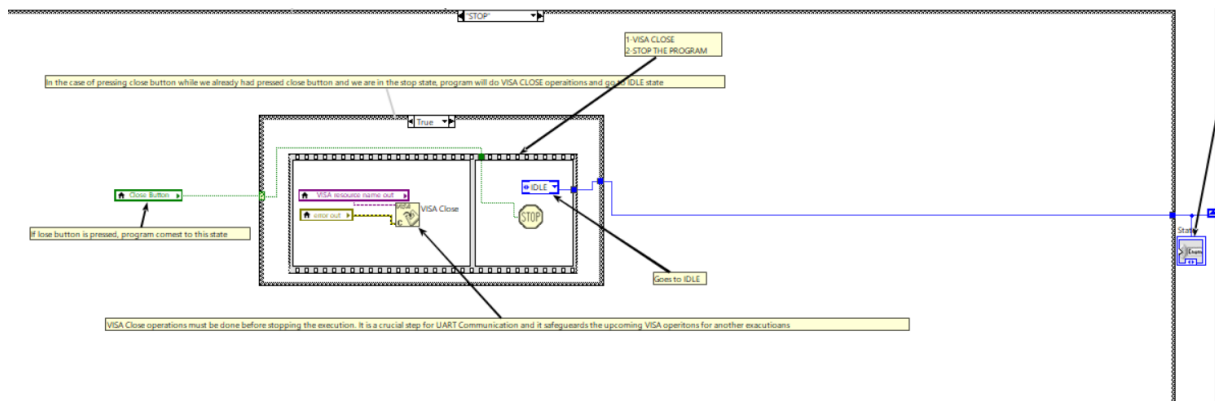 "STOP"
1-VISA CLOSE
2-STOP THE PROGRAM
In the case of pressing close button while we already had pressed close button and we are in the stop state, program will do VISA CLOSE operaitions and go to IDLE state
True
Close Button
VISA resource name out
error out
VISA
C
VISA Close
IDLE
STOP
If lose button is pressed, program comest to this state
Goes to IDLE
Stat
Enum
VISA Close operations must be done before stopping the execution. It is a crucial step for UART Communication and it safegueards the upcoming VISA operitons for another exacutioans